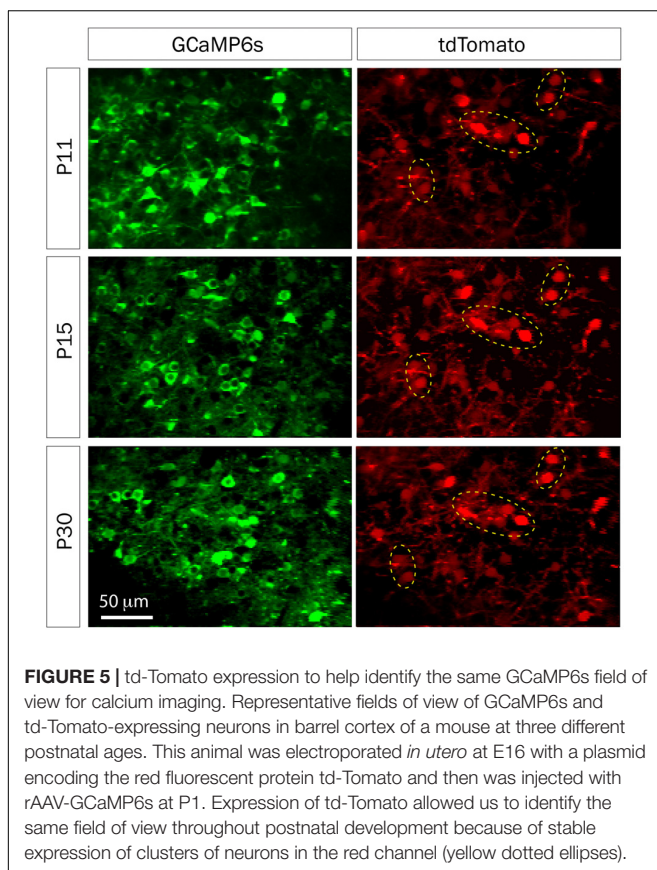 GCaMP6s
tdTomato
P11
P15
P30
50 μm
FIGURE 5 | td-Tomato expression to help identify the same GCaMP6s field of
view for calcium imaging. Representative fields of view of GCaMP6s and
td-Tomato-expressing neurons in barrel cortex of a mouse at three different
postnatal ages. This animal was electroporated in utero at E16 with a plasmid
encoding the red fluorescent protein td-Tomato and then was injected with
rAAV-GCaMP6s at P1. Expression of td-Tomato allowed us to identify the
same field of view throughout postnatal development because of stable
expression of clusters of neurons in the red channel (yellow dotted ellipses).